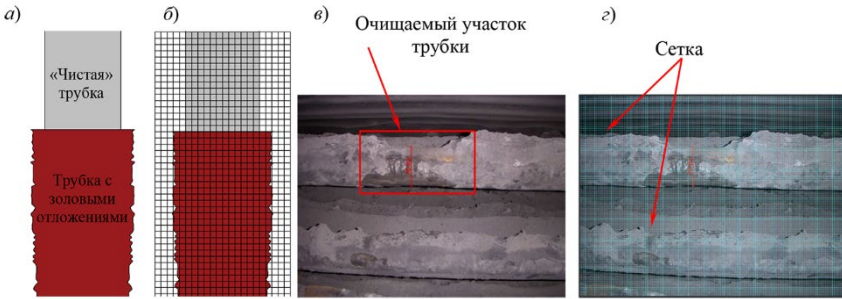 а)
«Чистая»
трубка
Трубка с
золовыми
отложениями
б)
в)
Очищаемый участок
трубки
г)
Сетка